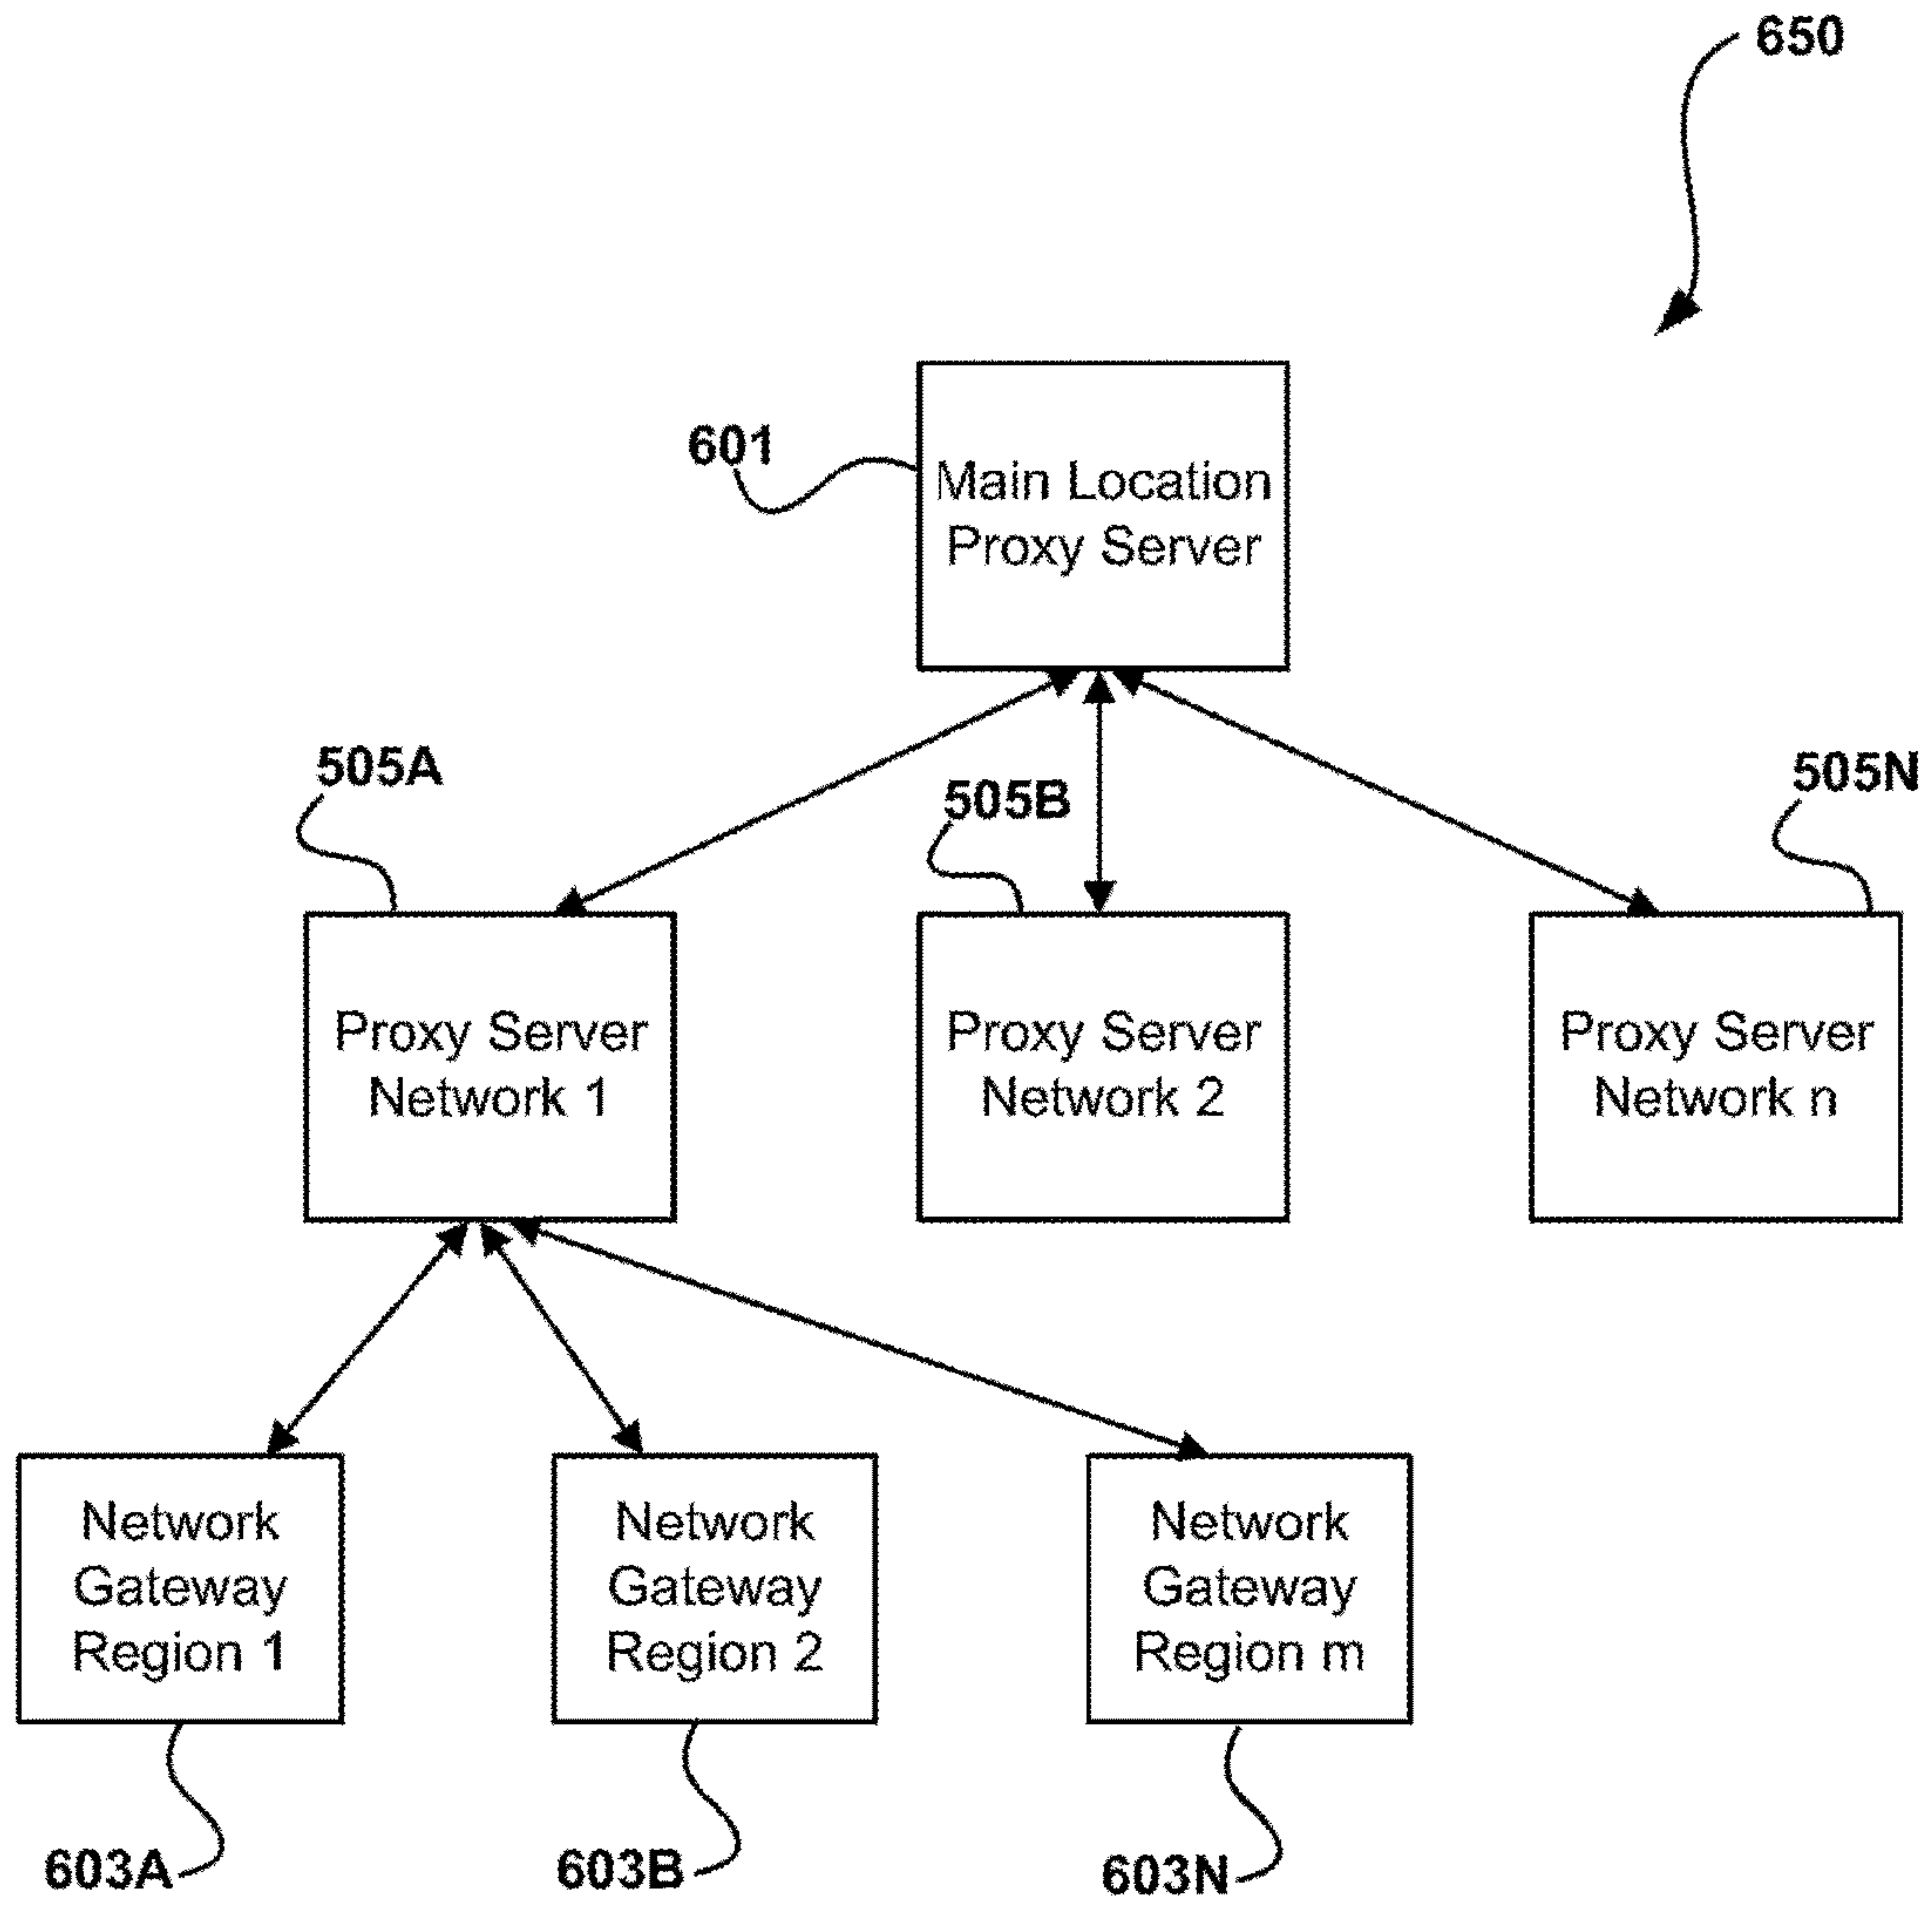 650
601
Main Location
Proxy Server
505A
505B
505N
Proxy Server
Network 1
Proxy Server
Network 2
Proxy Server
Network n
Network
Gateway
Region 1
Network
Gateway
Region 2
Network
Gateway
Region m
603A
603B
603N